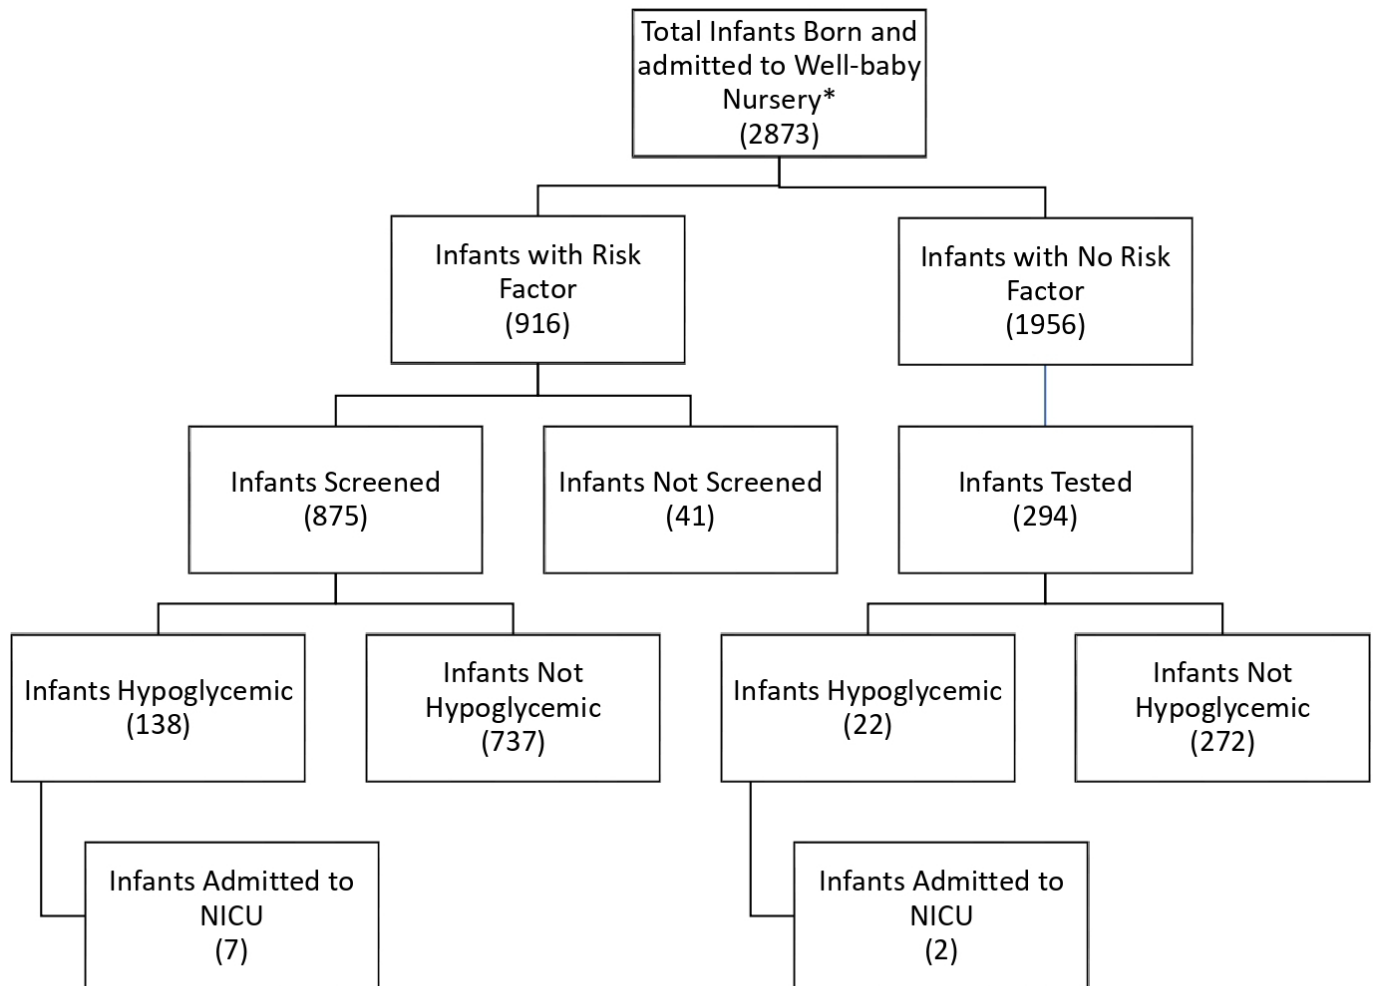 Total Infants Born and
admitted to Well-baby
Nursery*
(2873)
Infants with Risk
Factor
(916)
Infants with No Risk
Factor
(1956)
Infants Screened
(875)
Infants Not Screened
(41)
Infants Tested
(294)
Infants Hypoglycemic
(138)
Infants Not
Hypoglycemic
(737)
Infants Hypoglycemic
(22)
Infants Not
Hypoglycemic
(272)
Infants Admitted to
NICU
(7)
Infants Admitted to
NICU
(2)